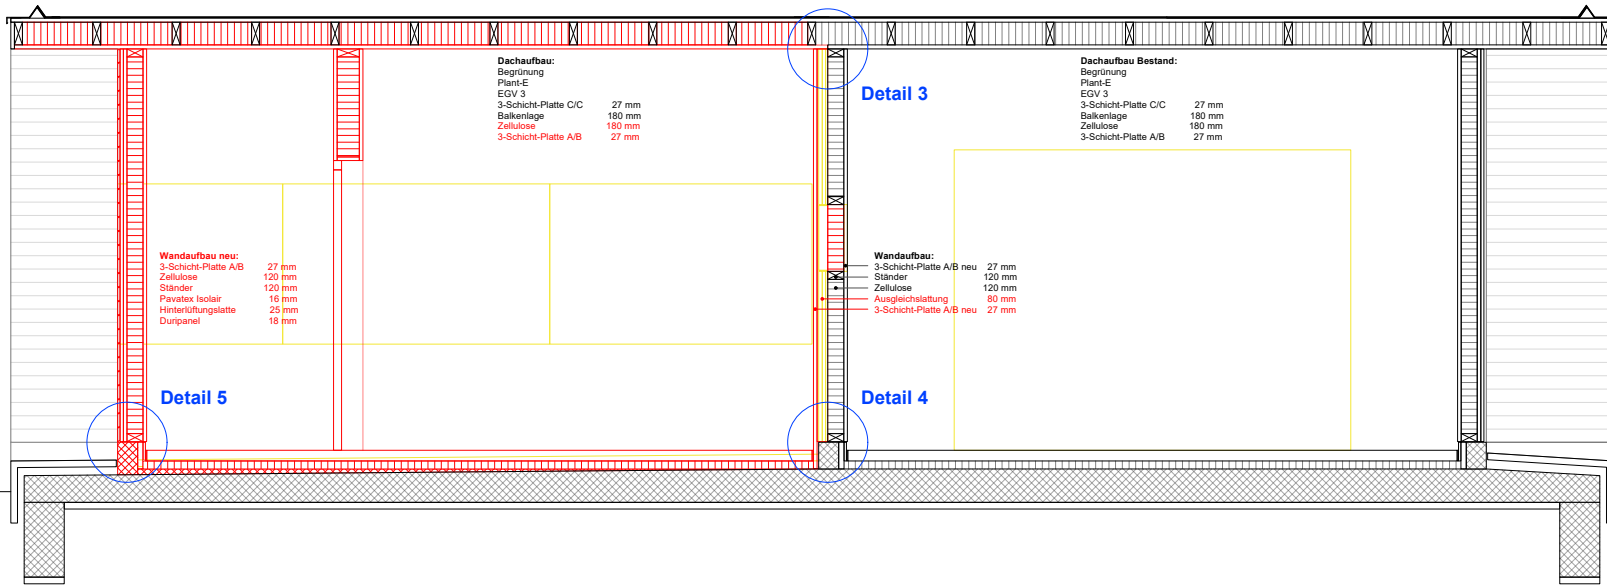 Dachaufbau:
Begrünung
Plant-E
EGV 3
3-Schicht-Platte C/C 27 mm
Balkenlage 180 mm
Zellulose 180 mm
3-Schicht-Platte A/B 27 mm
Detail 3
Dachaufbau Bestand:
Begrünung
Plant-E
EGV 3
3-Schicht-Platte C/C 27 mm
Balkenlage 180 mm
Zellulose 180 mm
3-Schicht-Platte A/B 27 mm
Wandaufbau neu:
3-Schicht-Platte A/B 27 mm
Zellulose 120 mm
Ständer 120 mm
Pavatex Isolair 16 mm
Hinterlüftungslatte 25 mm
Duripanel 18 mm
Wandaufbau:
3-Schicht-Platte A/B neu 27 mm
Ständer 120 mm
Zellulose 120 mm
Ausgleichslattung 80 mm
3-Schicht-Platte A/B neu 27 mm
Detail 5
Detail 4